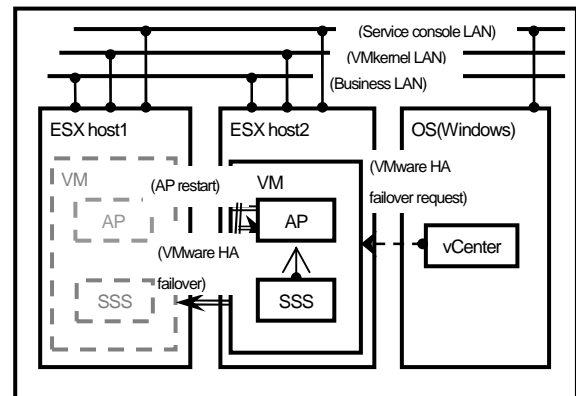 (Service console LAN)
(VMkernel LAN)
(Business LAN)
ESX host1
ESX host2
OS(Windows)
VM
AP
SSS
(AP restart)
(VMware HA
failover)
VM
AP
SSS
(VMware HA
failover request)
vCenter